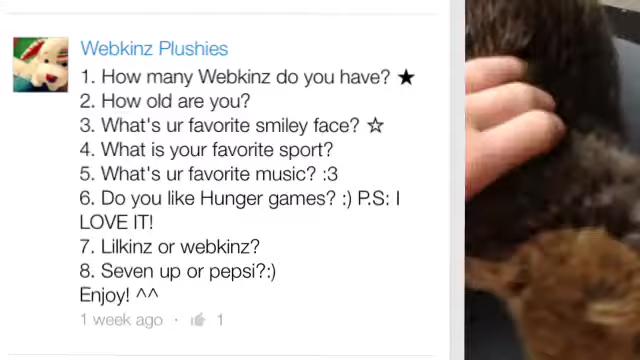 Webkinz Plushies
1. How many Webkinz do you have? ★
2. How old are you?
3. What's ur favorite smiley face? ☆
4. What is your favorite sport?
5. What's ur favorite music? :3
6. Do you like Hunger games? :) P.S: I
LOVE IT!
7. Lilkinz or webkinz?
8. Seven up or pepsi?:)
Enjoy! ^^
1 week ago · 1